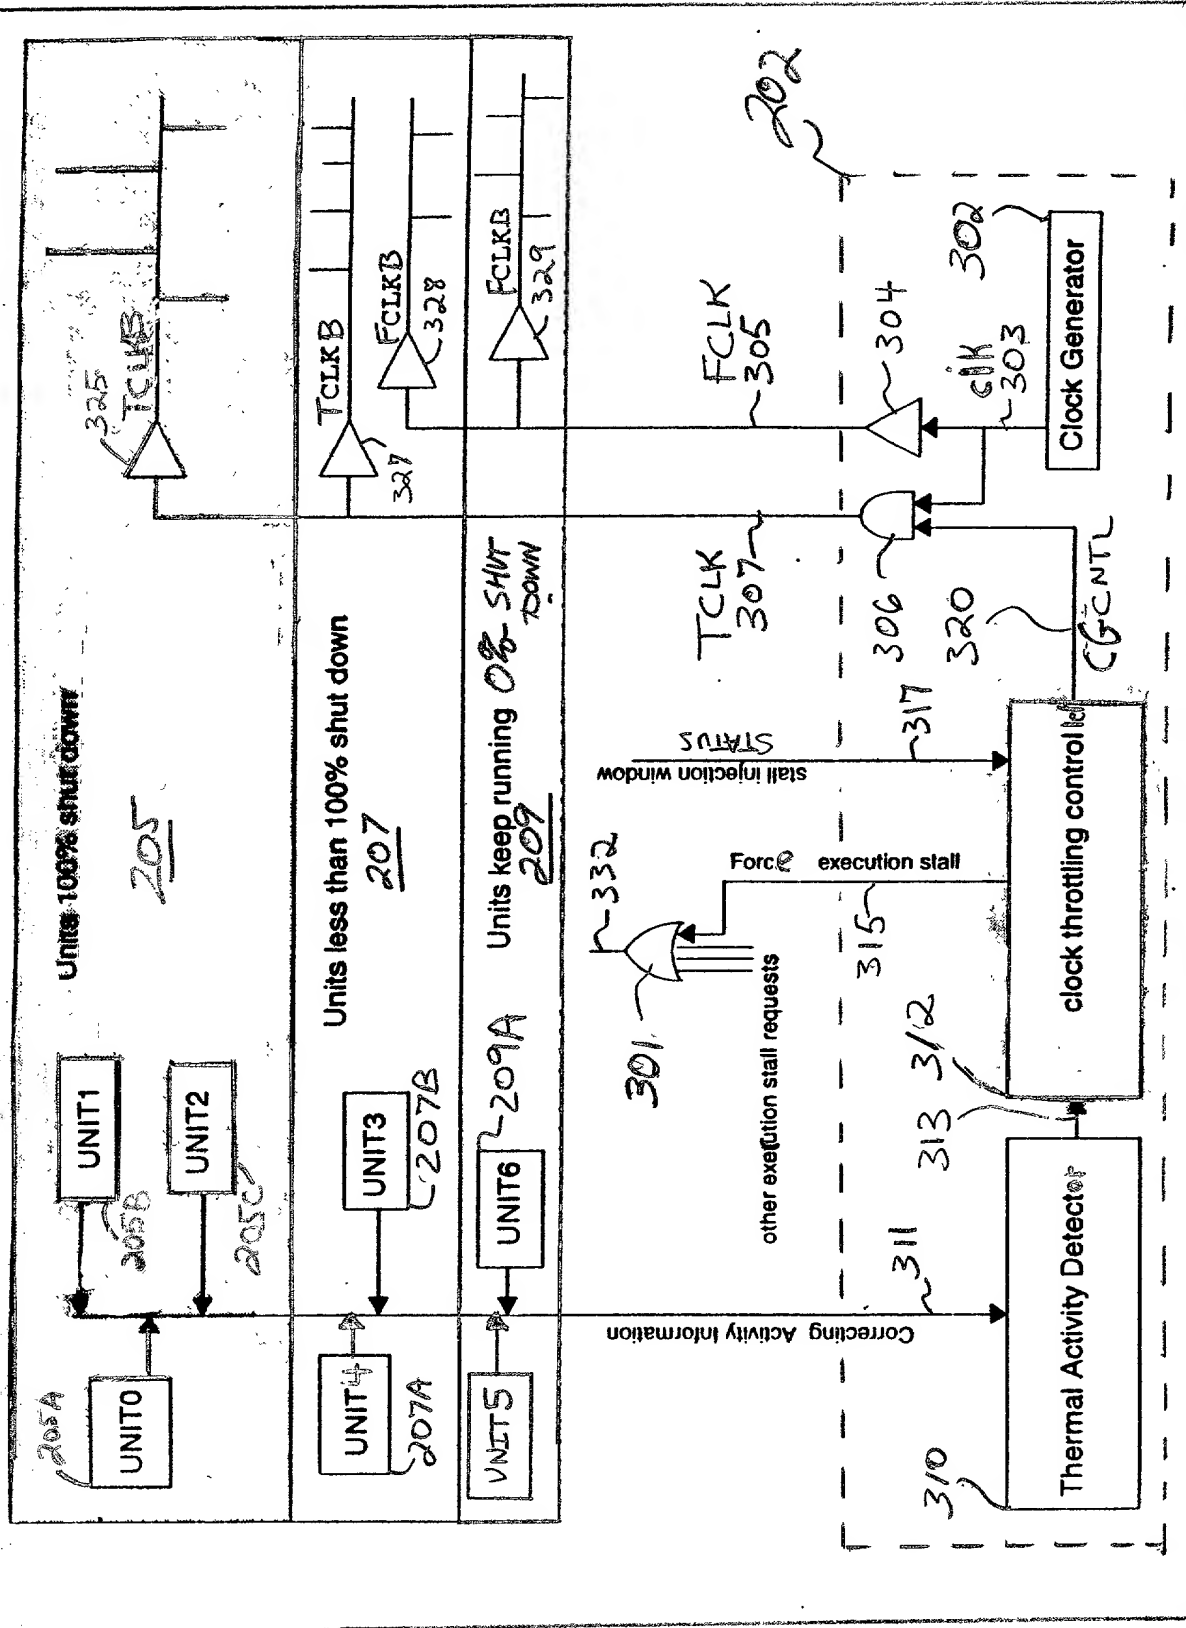 205A
UNIT0
UNIT1
205B
UNIT2
205C
Units 100% shut down
205
325
TCLKB
UNIT4
207A
UNIT3
207B
Units less than 100% shut down
207
TCLKB
327
FCLKB
328
UNIT5
UNIT6
209A
Units keep running 0% SHUT
DOWN
209
FCLKB
329
Correcting Activity Information
311
other exefution stall requests
301
332
Force execution stall
315
stall injection window
STATUS
317
TCLK
307
FCLK
305
202
306
304
320
CGCNTL
clK
303
302
Clock Generator
310
Thermal Activity Detector
313
312
clock throttling controlled